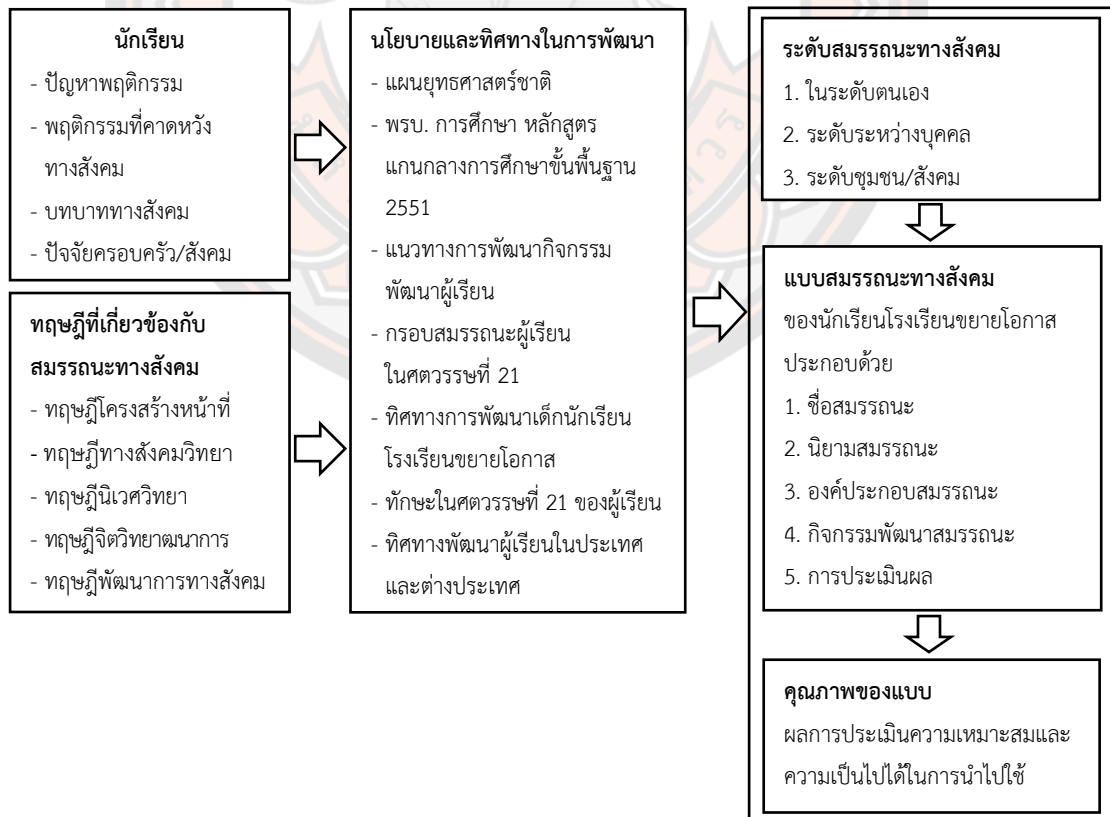 นักเรียน
- ปัญหาพฤติกรรม
- พฤติกรรมที่คาดหวัง
ทางสังคม
- บทบาททางสังคม
- ปัจจัยครอบครัว/สังคม
ทฤษฎีที่เกี่ยวข้องกับ
สมรรถนะทางสังคม
- ทฤษฎีโครงสร้างหน้าที่
- ทฤษฎีทางสังคมวิทยา
- ทฤษฎีนิเวศวิทยา
- ทฤษฎีจิตวิทยาฒนาการ
- ทฤษฎีพัฒนาการทางสังคม
นโยบายและทิศทางในการพัฒนา
- แผนยุทธศาสตร์ชาติ
- พรบ. การศึกษา หลักสูตร
แกนกลางการศึกษาขั้นพื้นฐาน
2551
- แนวทางการพัฒนากิจกรรม
พัฒนาผู้เรียน
- กรอบสมรรถนะผู้เรียน
ในศตวรรษที่ 21
- ทิศทางการพัฒนาเด็กนักเรียน
โรงเรียนขยายโอกาส
- ทักษะในศตวรรษที่ 21 ของผู้เรียน
- ทิศทางพัฒนาผู้เรียนในประเทศ
และต่างประเทศ
ระดับสมรรถนะทางสังคม
1. ในระดับตนเอง
2. ระดับระหว่างบุคคล
3. ระดับชุมชน/สังคม
แบบสมรรถนะทางสังคม
ของนักเรียนโรงเรียนขยายโอกาส
ประกอบด้วย
1. ชื่อสมรรถนะ
2. นิยามสมรรถนะ
3. องค์ประกอบสมรรถนะ
4. กิจกรรมพัฒนาสมรรถนะ
5. การประเมินผล
คุณภาพของแบบ
ผลการประเมินความเหมาะสมและ
ความเป็นไปได้ในการนำไปใช้